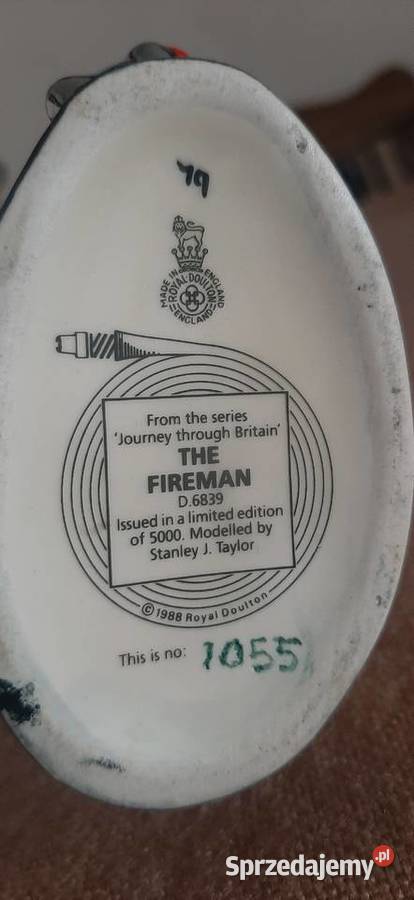 MADE IN ENGLAND
ROYAL·DOULTON
ENGLAND
From the series
'Journey through Britain'
THE
FIREMAN
D.6839
Issued in a limited edition
of 5000. Modelled by
Stanley J. Taylor
©1988 Royal Doulton
This is no: 1055
Sprzedajemy.pl